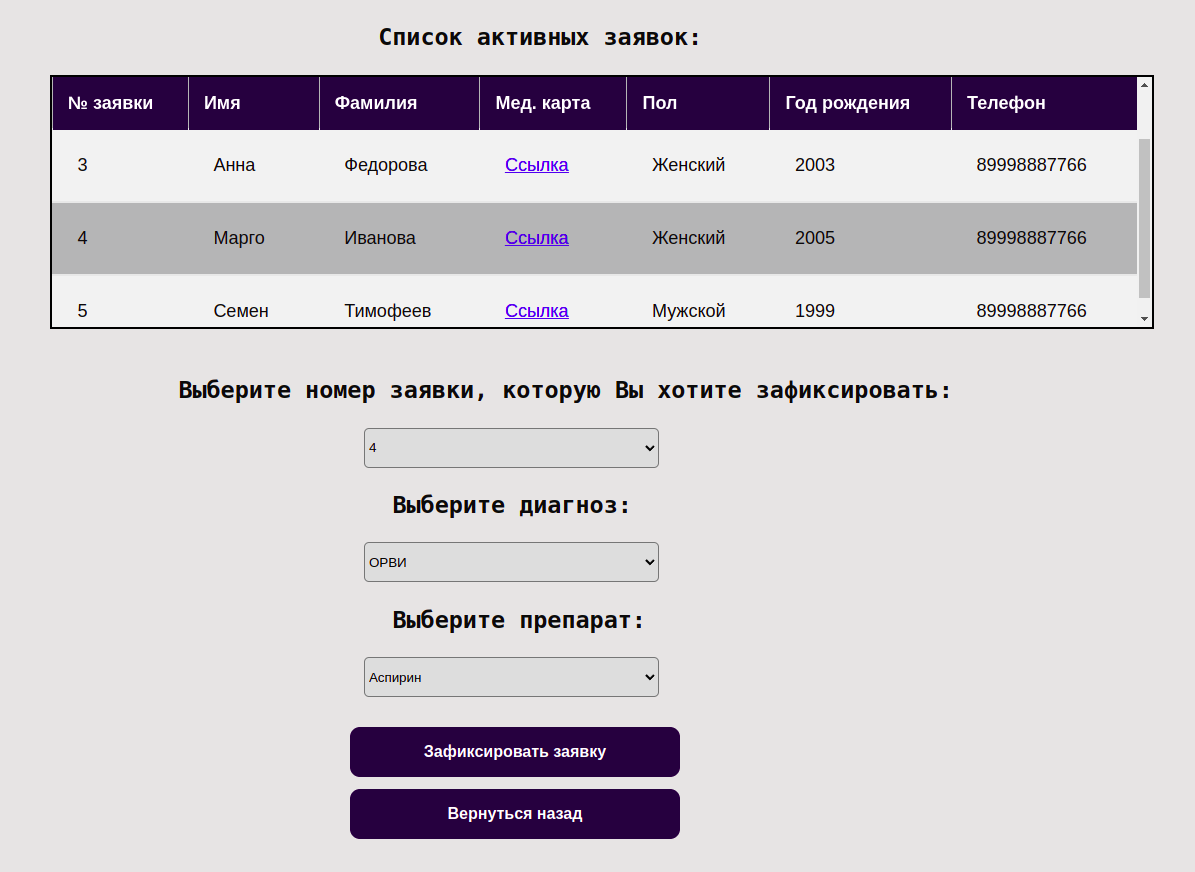 Список активных заявок:
№ заявки Имя Фамилия Мед. карта Пол Год рождения Телефон
3 Анна Федорова Ссылка Женский 2003 89998887766
4 Марго Иванова Ссылка Женский 2005 89998887766
5 Семен Тимофеев Ссылка Мужской 1999 89998887766
Выберите номер заявки, которую Вы хотите зафиксировать:
4
Выберите диагноз:
ОРВИ
Выберите препарат:
Аспирин
Зафиксировать заявку
Вернуться назад